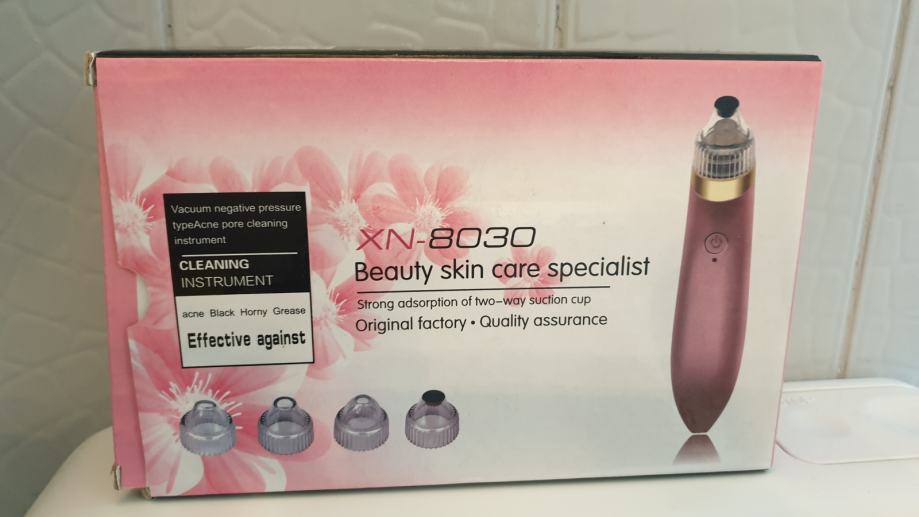 Vacuum negative pressure
typeAcne pore cleaning
instrument
CLEANING
INSTRUMENT
acne Black Horny Grease
Effective against
XN-8030
Beauty skin care specialist
Strong adsorption of two-way suction cup
Original factory • Quality assurance